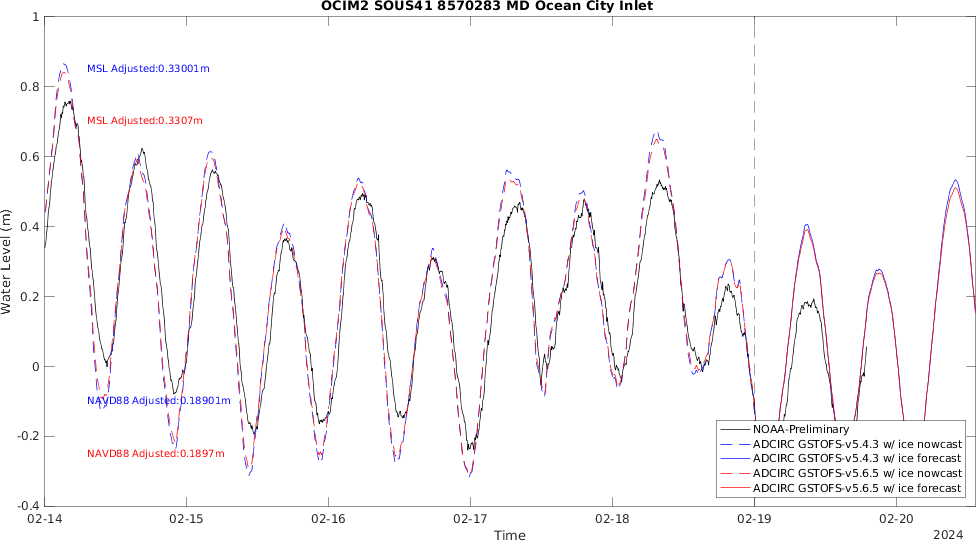 OCIM2 SOUS41 8570283 MD Ocean City Inlet
1
0.8
0.6
0.4
0.2
0
-0.2
-0.4
Water Level (m)
MSL Adjusted:0.33001m
MSL Adjusted:0.3307m
NAVD88 Adjusted:0.18901m
NAVD88 Adjusted:0.1897m
NOAA-Preliminary
ADCIRC GSTOFS-v5.4.3 w/ ice nowcast
ADCIRC GSTOFS-v5.4.3 w/ ice forecast
ADCIRC GSTOFS-v5.6.5 w/ ice nowcast
ADCIRC GSTOFS-v5.6.5 w/ ice forecast
02-14 02-15 02-16 02-17 02-18 02-19 02-20
Time
2024